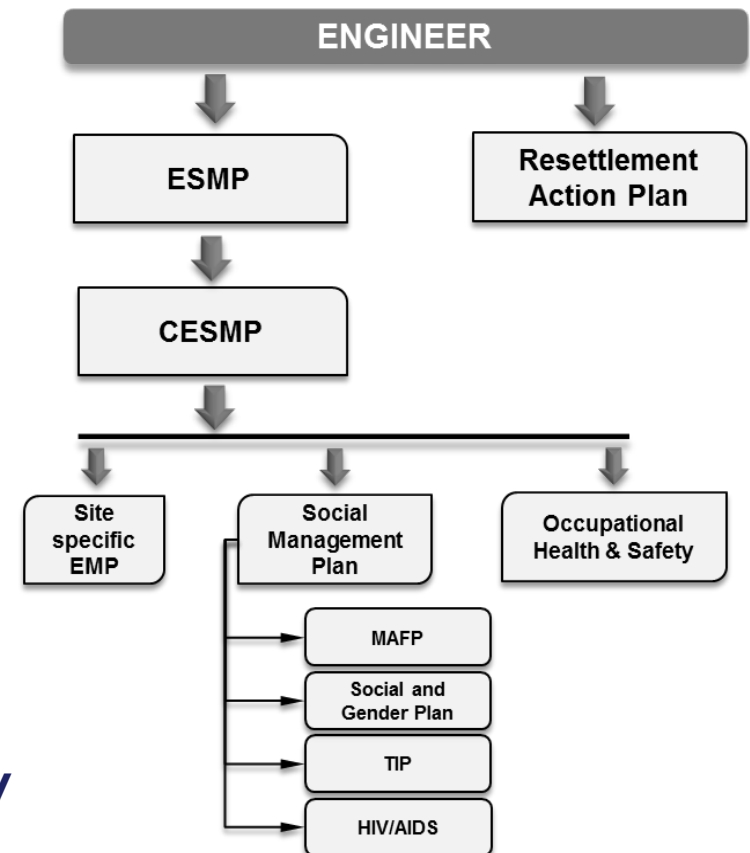 ENGINEER
ESMP
Resettlement
Action Plan
CESMP
Site
specific
EMP
Social
Management
Plan
Occupational
Health & Safety
MAFP
Social and
Gender Plan
TIP
HIV/AIDS